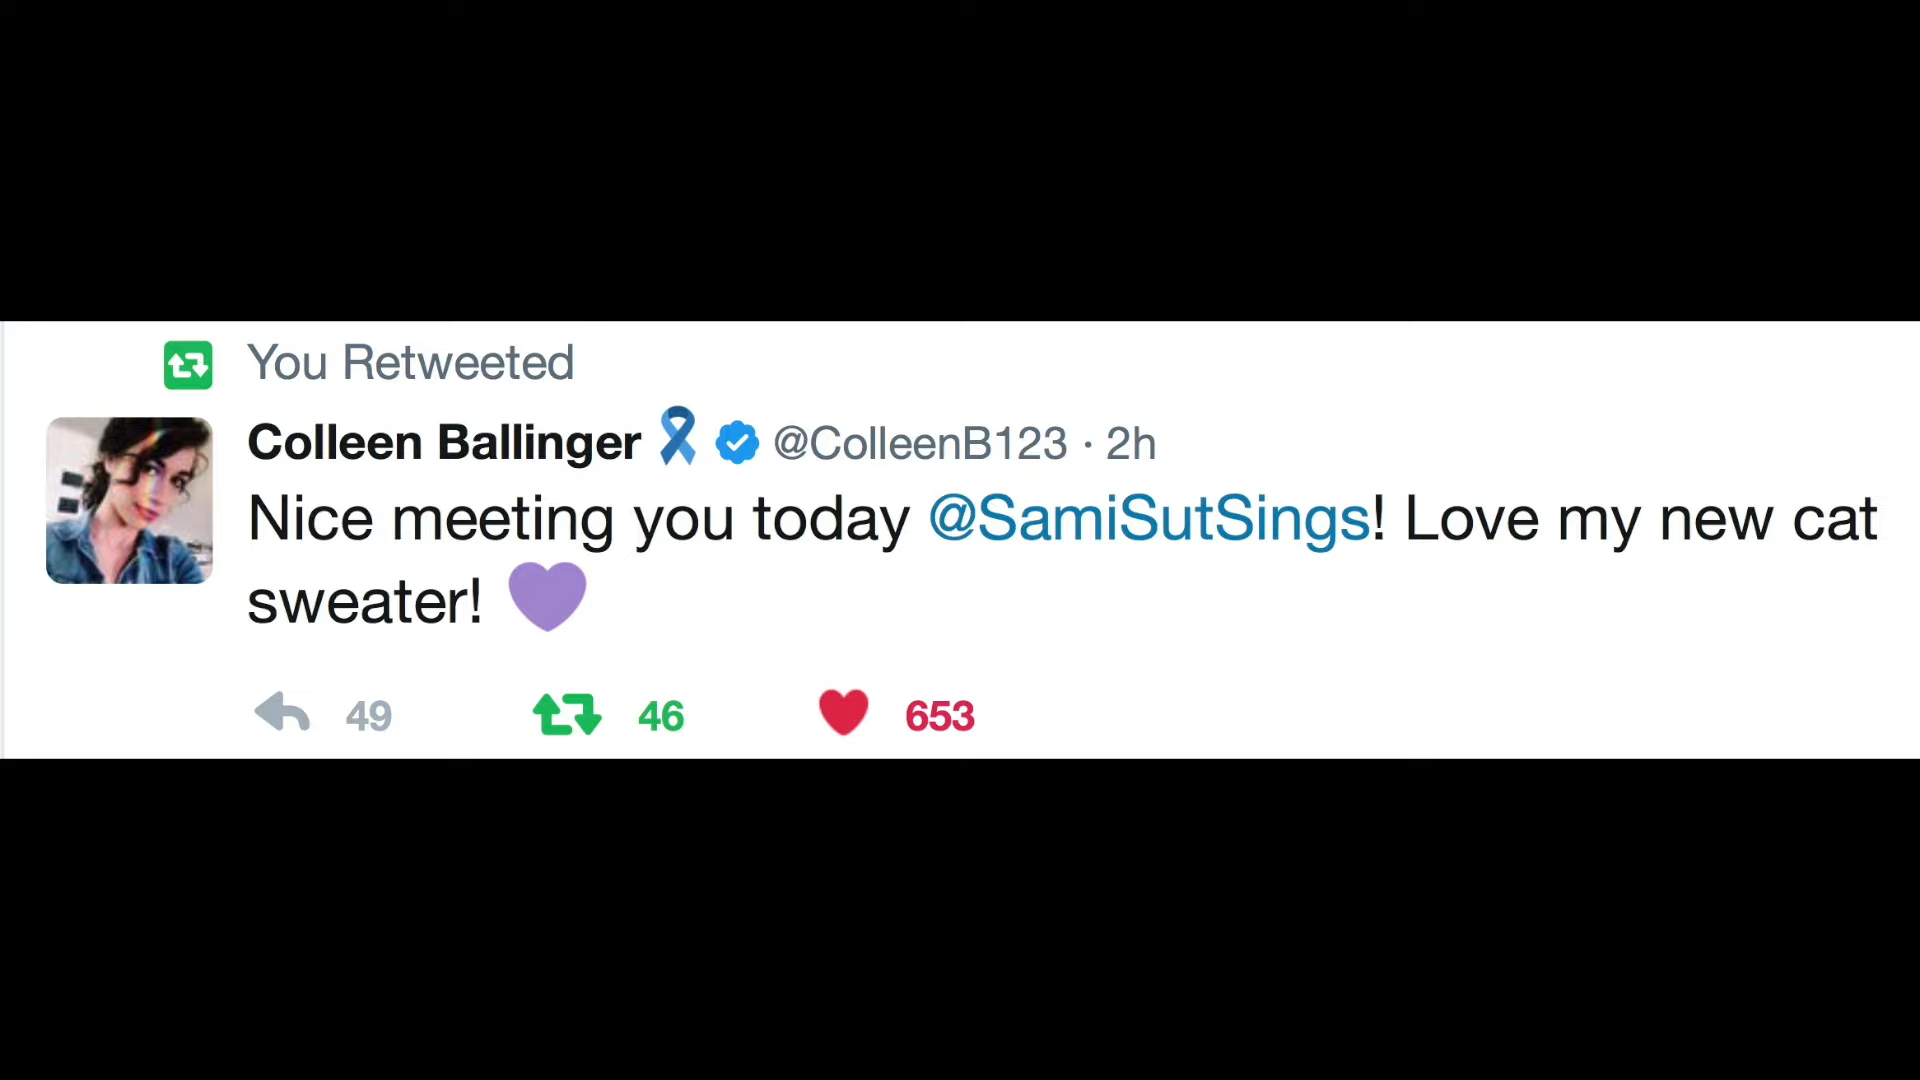 You Retweeted
Colleen Ballinger @ColleenB123 · 2h
Nice meeting you today @SamiSutSings! Love my new cat
sweater! 💜
49 46 653